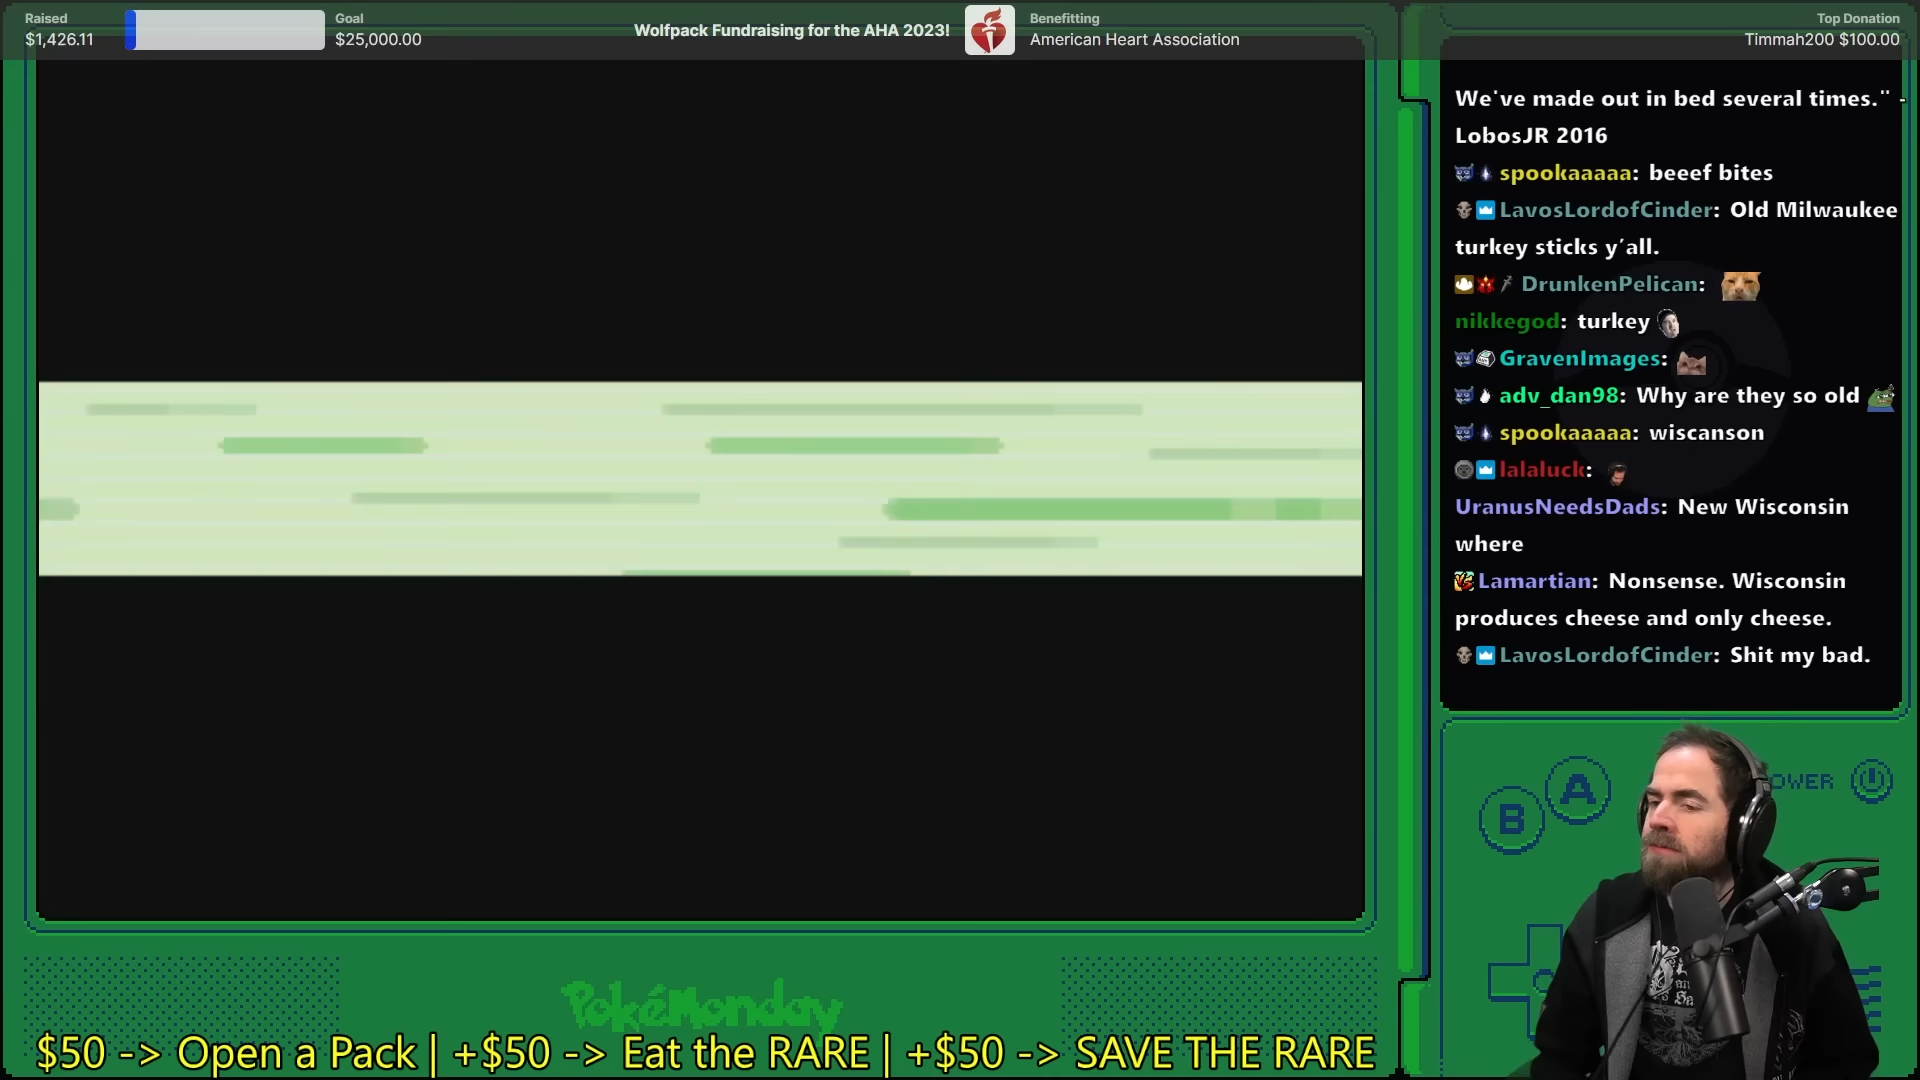 Raised
$1,426.11
Goal
$25,000.00
Wolfpack Fundraising for the AHA 2023!
Benefitting
American Heart Association
Top Donation
Timmah200 $100.00
We've made out in bed several times." -
LobosJR 2016
spookaaaaa: beeef bites
LavosLordofCinder: Old Milwaukee
turkey sticks y'all.
DrunkenPelican:
nikkegod: turkey
GravenImages:
adv_dan98: Why are they so old
spookaaaaa: wiscanson
lalaluck:
UranusNeedsDads: New Wisconsin
where
Lamartian: Nonsense. Wisconsin
produces cheese and only cheese.
LavosLordofCinder: Shit my bad.
B
A
OWER
PokéMonday
$50 -> Open a Pack | +$50 -> Eat the RARE | +$50 -> SAVE THE RARE